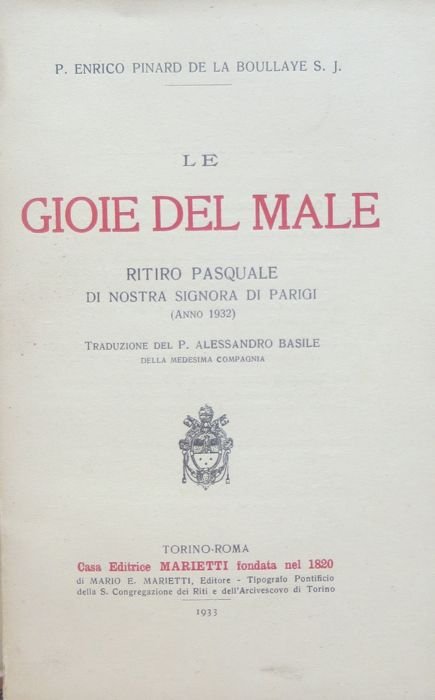 P. ENRICO PINARD DE LA BOULLAYE S. J.
LE
GIOIE DEL MALE
RITIRO PASQUALE
DI NOSTRA SIGNORA DI PARIGI
(ANNO 1932)
TRADUZIONE DEL P. ALESSANDRO BASILE
DELLA MEDESIMA COMPAGNIA
TORINO-ROMA
Casa Editrice MARIETTI fondata nel 1820
di MARIO E. MARIETTI, Editore - Tipografo Pontificio
della S. Congregazione dei Riti e dell'Arcivescovo di Torino
1933